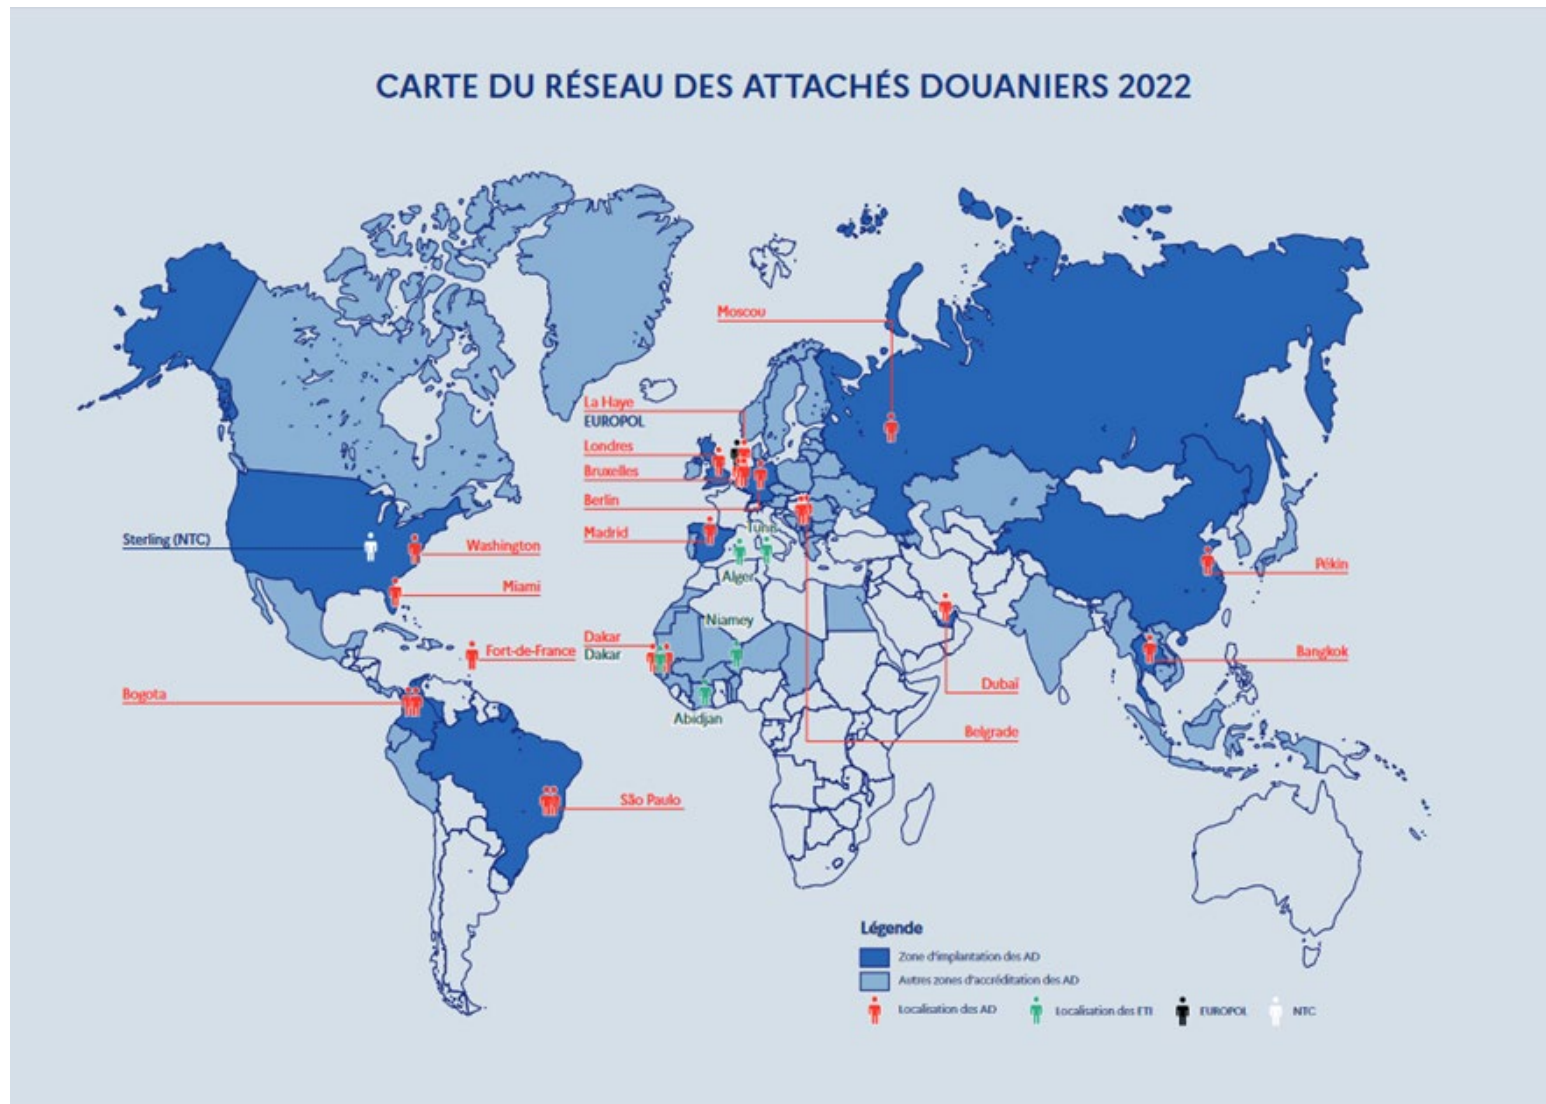 CARTE DU RÉSEAU DES ATTACHÉS DOUANIERS 2022
Moscou
La Haye
EUROPOL
Londres
Bruxelles
Berlin
Madrid
Tunis
Alger
Sterling (NTC)
Washington
Miami
Pékin
Niamey
Dakar
Dakar
Fort-de-France
Bangkok
Bogota
Dubaï
Abidjan
Belgrade
São Paulo
Légende
Zone d'implantation des AD
Autres zones d'accréditation des AD
Localisation des AD
Localisation des ETI
EUROPOL
NTC